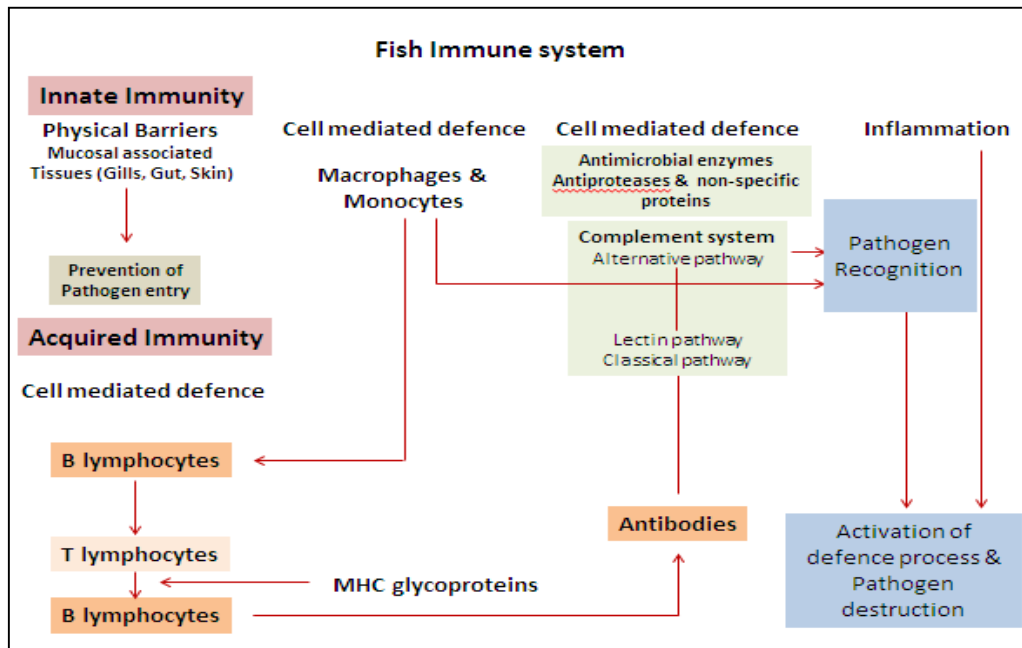 Fish Immune system
Innate Immunity
Physical Barriers
Mucosal associated
Tissues (Gills, Gut, Skin)
Prevention of
Pathogen entry
Cell mediated defence
Macrophages &
Monocytes
Cell mediated defence
Antimicrobial enzymes
Antiproteases & non-specific
proteins
Complement system
Alternative pathway
Lectin pathway
Classical pathway
Inflammation
Pathogen
Recognition
Acquired Immunity
Cell mediated defence
B lymphocytes
T lymphocytes
MHC glycoproteins
B lymphocytes
Antibodies
Activation of
defence process &
Pathogen
destruction